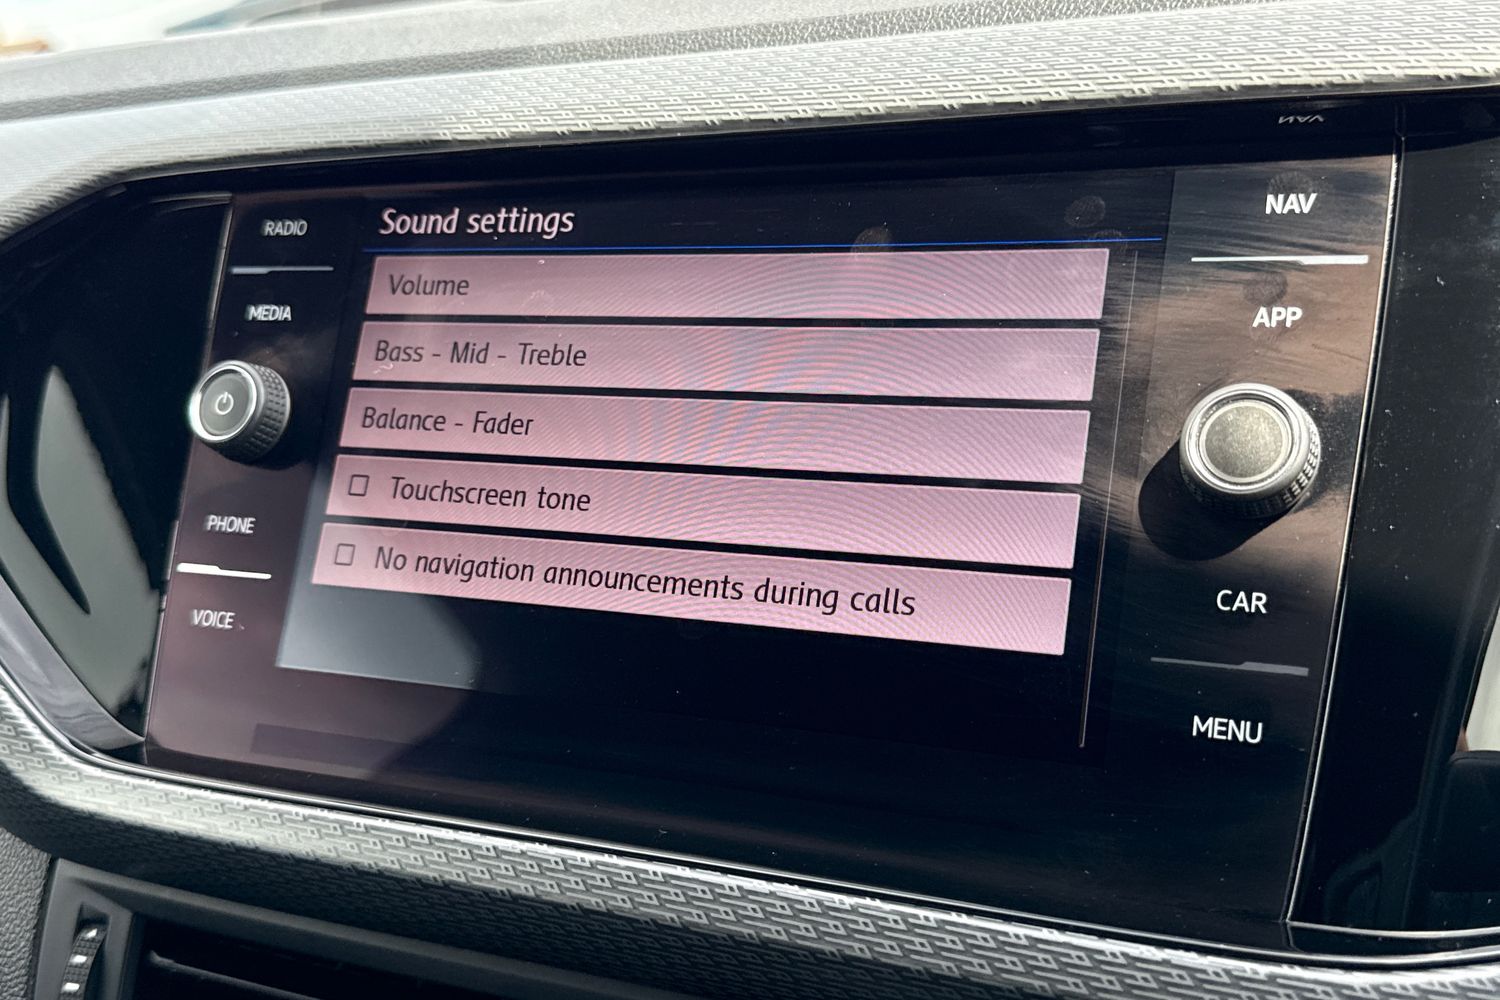 RADIO
MEDIA
PHONE
VOICE
Sound settings
Volume
Bass - Mid - Treble
Balance - Fader
Touchscreen tone
No navigation announcements during calls
NAV
APP
CAR
MENU